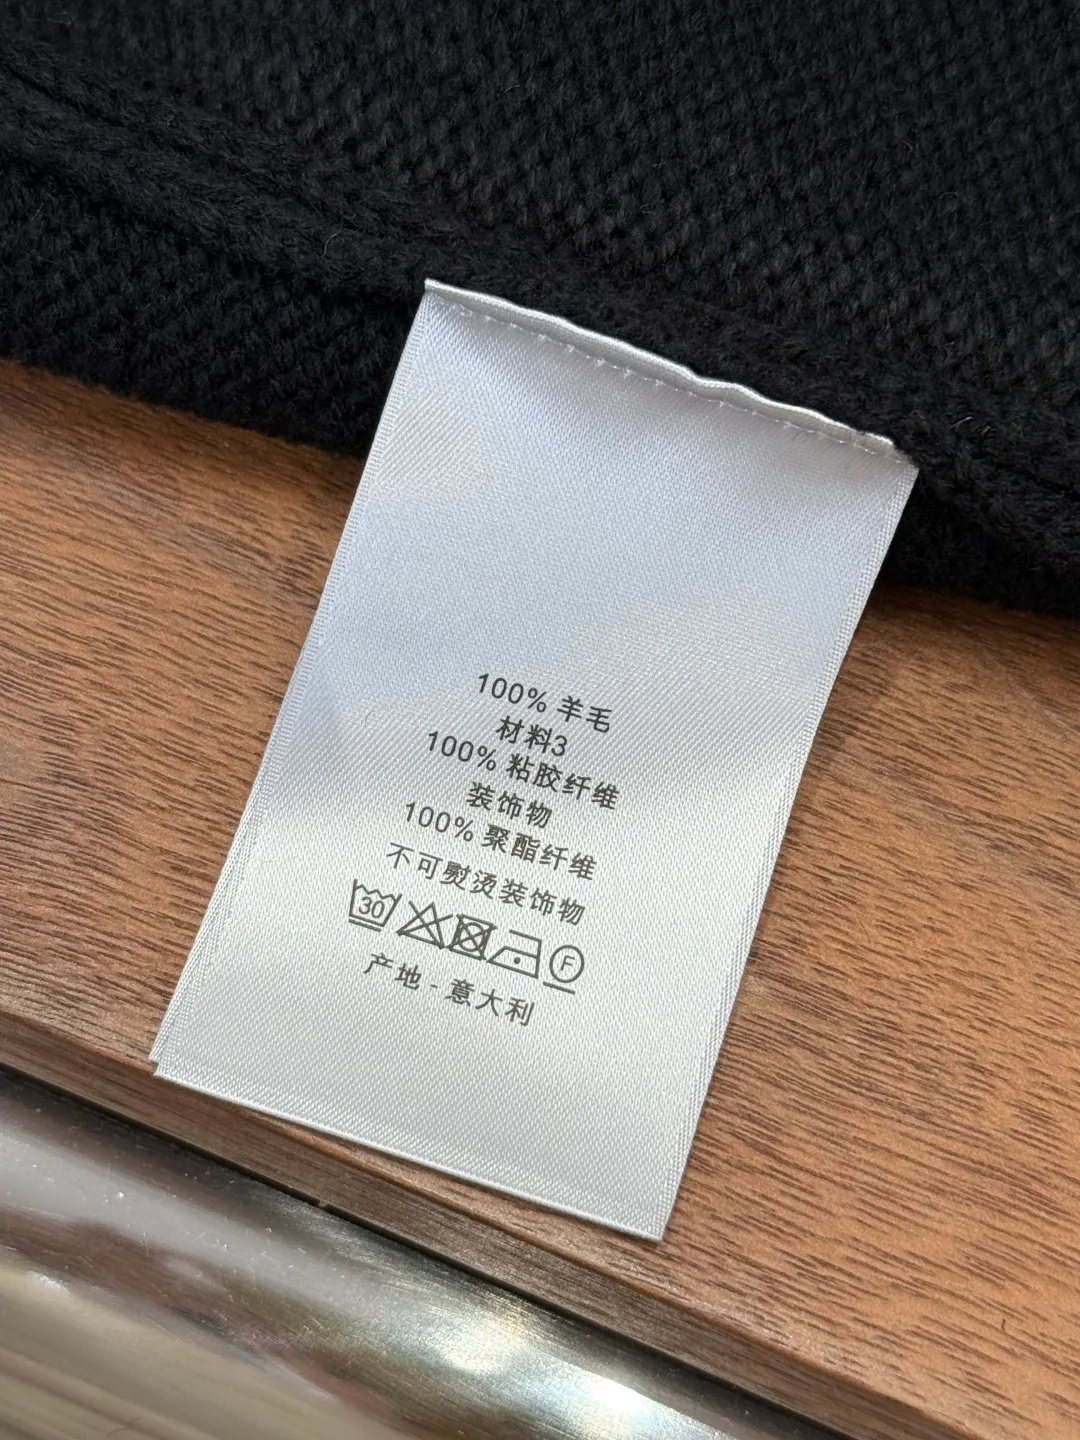 100% 羊毛
材料3
100% 粘胶纤维
装饰物
100% 聚酯纤维
不可熨烫装饰物
30 F
产地 - 意大利